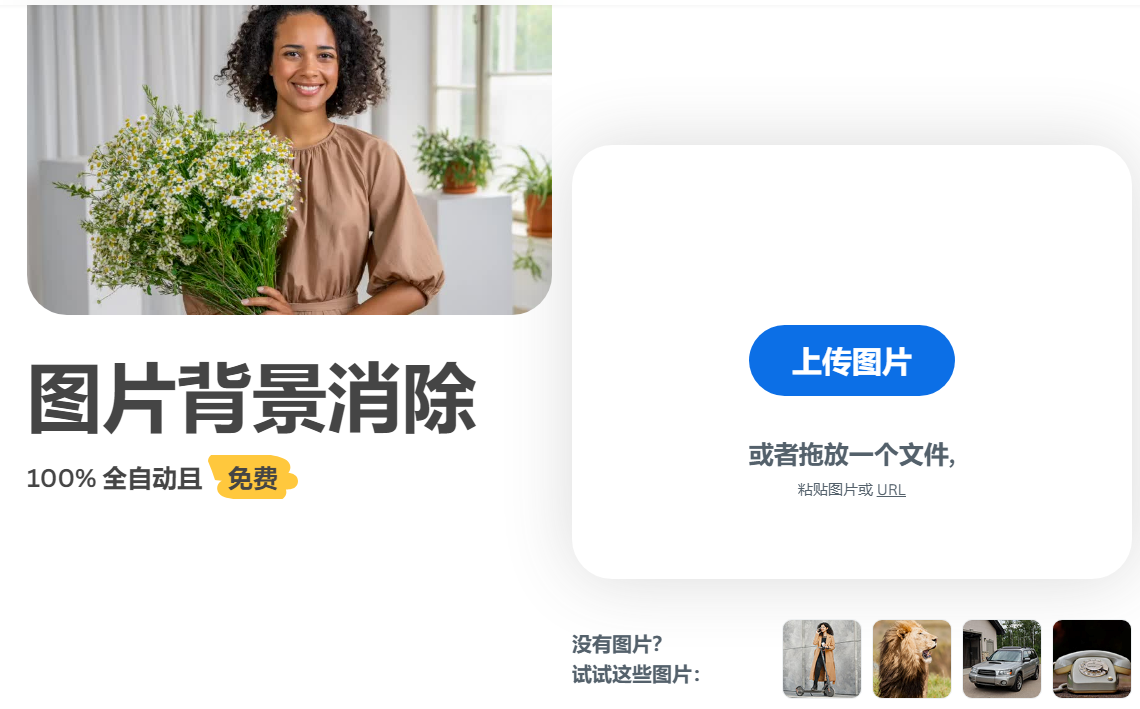 图片背景消除
100% 全自动且 免费
上传图片
或者拖放一个文件,
粘贴图片或 URL
没有图片?
试试这些图片: